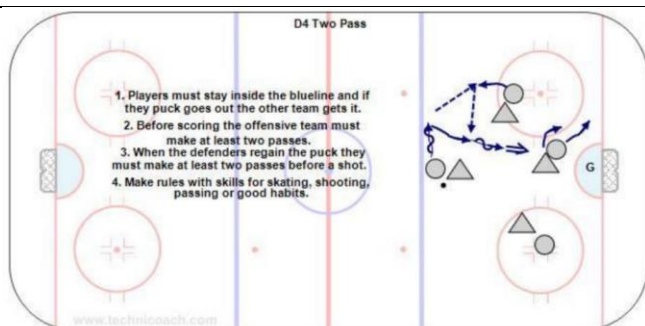 D4 Two Pass
1. Players must stay inside the blueline and if
they puck goes out the other team gets it.
2. Before scoring the offensive team must
make at least two passes.
3. When the defenders regain the puck they
must make at least two passes before a shot.
4. Make rules with skills for skating, shooting,
passing or good habits.
G
www.technicoach.com